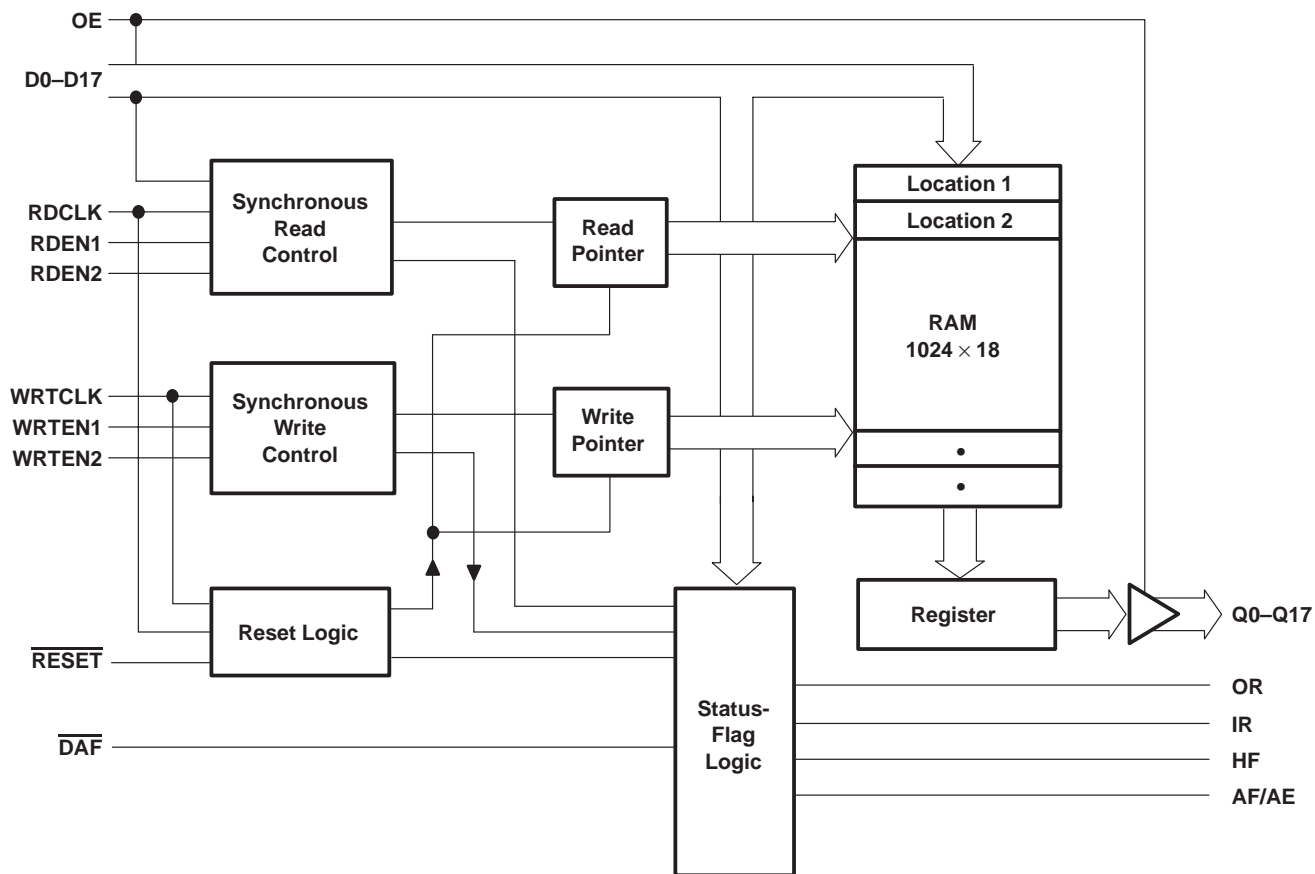 OE
D0–D17
RDCLK
RDEN1
RDEN2
Synchronous
Read
Control
Read
Pointer
Location 1
Location 2
RAM
1024 × 18
WRTCLK
WRTEN1
WRTEN2
Synchronous
Write
Control
Write
Pointer
Reset Logic
RESET
DAF
Status-
Flag
Logic
Register
Q0–Q17
OR
IR
HF
AF/AE